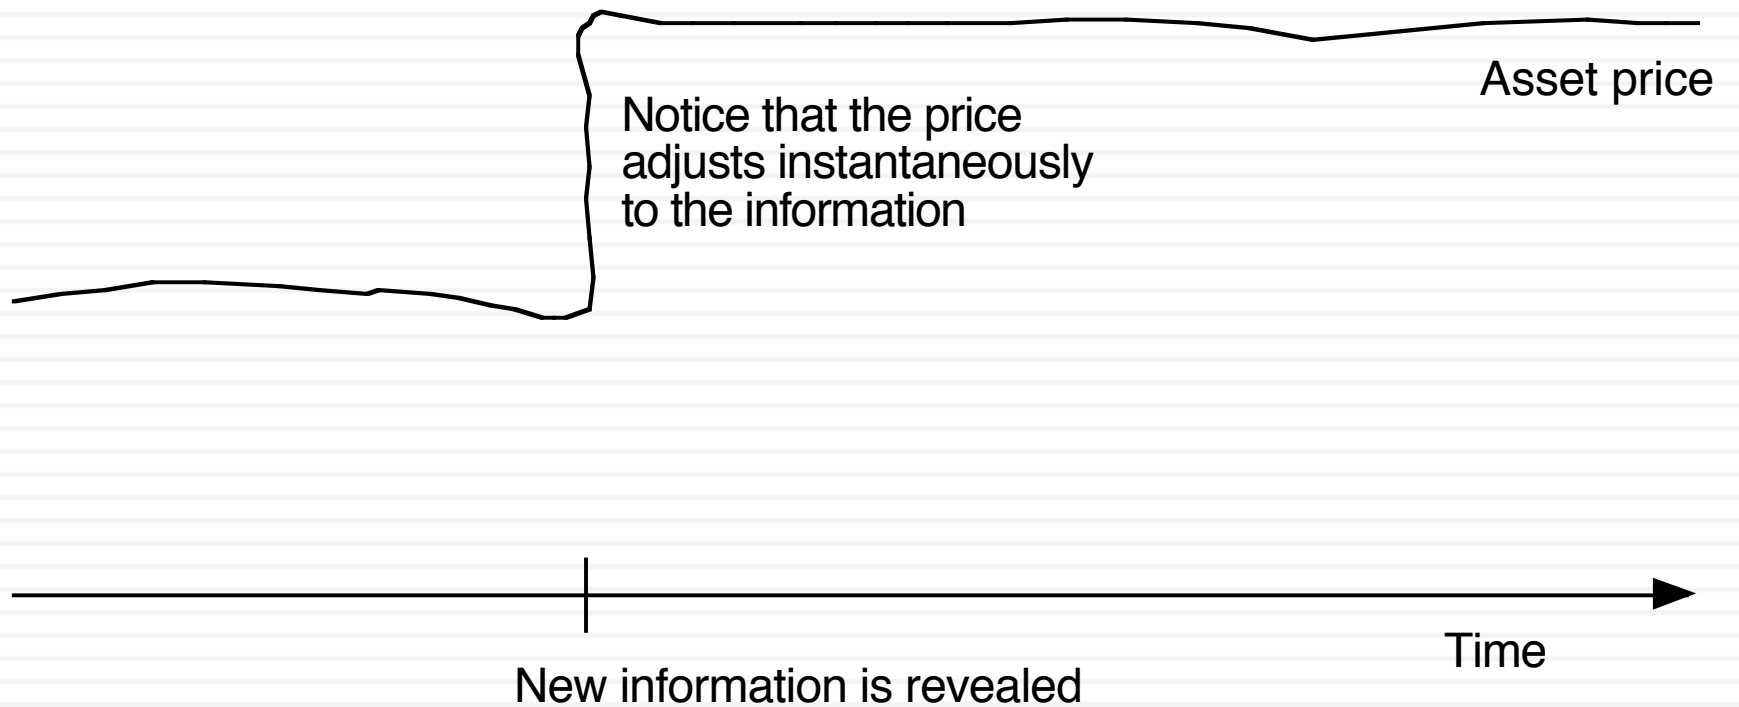 Asset price
Notice that the price
adjusts instantaneously
to the information
Time
New information is revealed